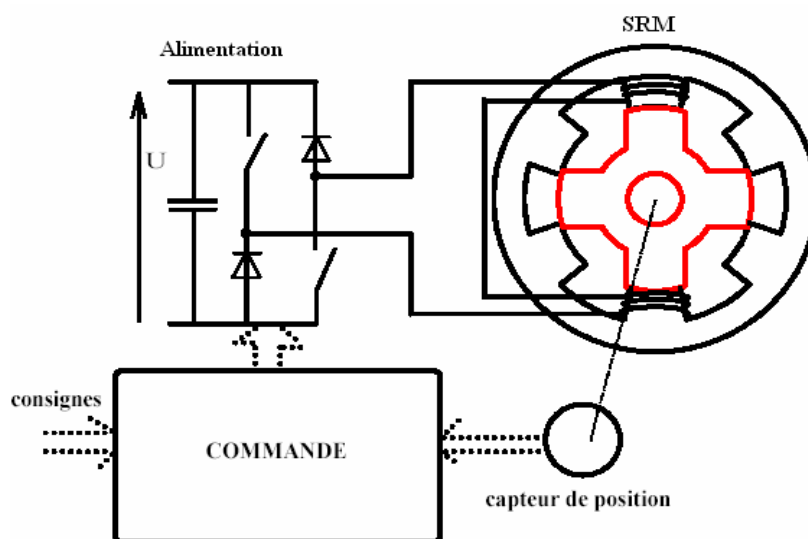 SRM
Alimentation
U
consignes
COMMANDE
capteur de position